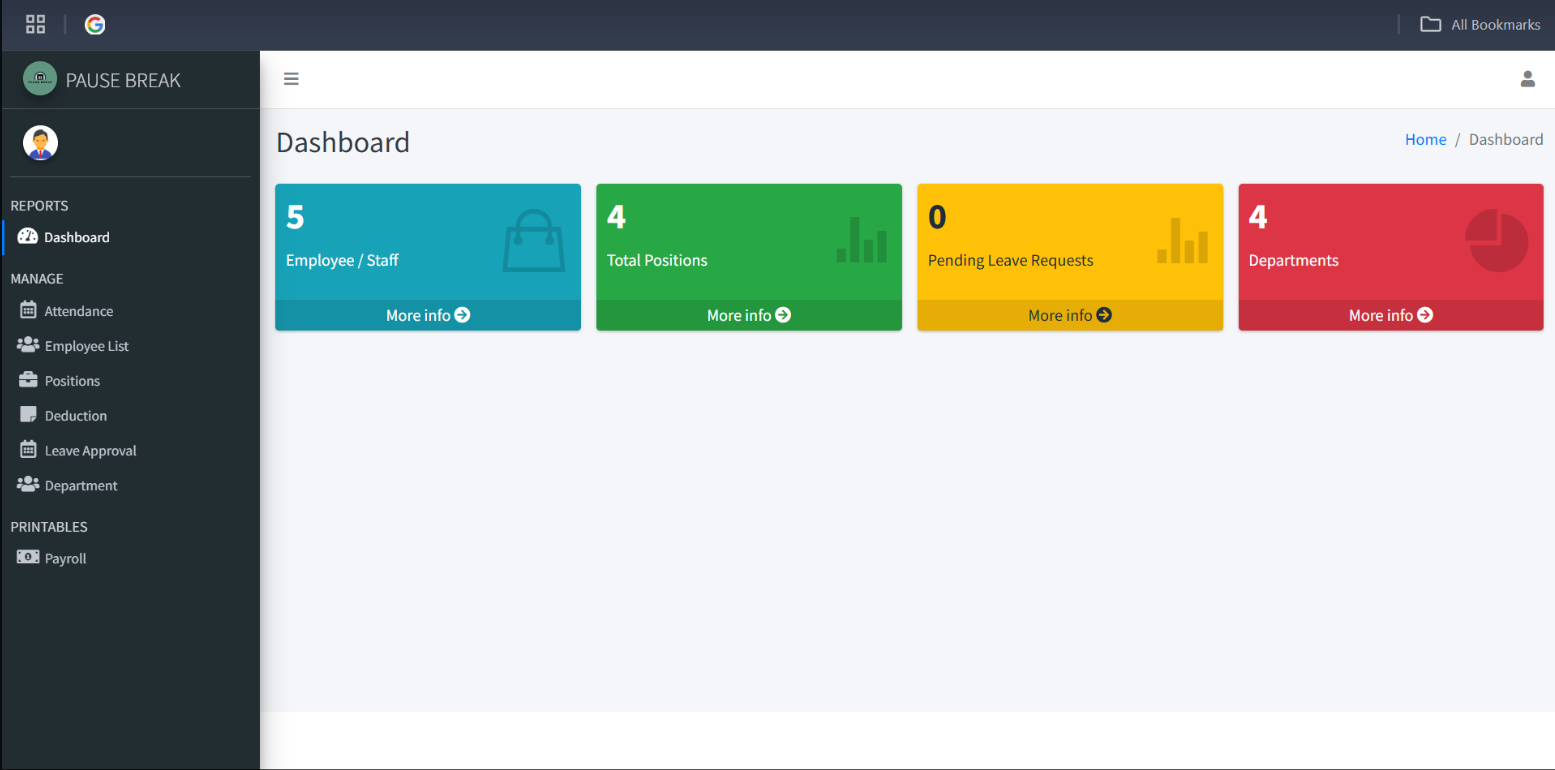 All Bookmarks
PAUSE BREAK
REPORTS
Dashboard
MANAGE
Attendance
Employee List
Positions
Deduction
Leave Approval
Department
PRINTABLES
Payroll
Dashboard
Home / Dashboard
5
Employee / Staff
More info
4
Total Positions
More info
0
Pending Leave Requests
More info
4
Departments
More info